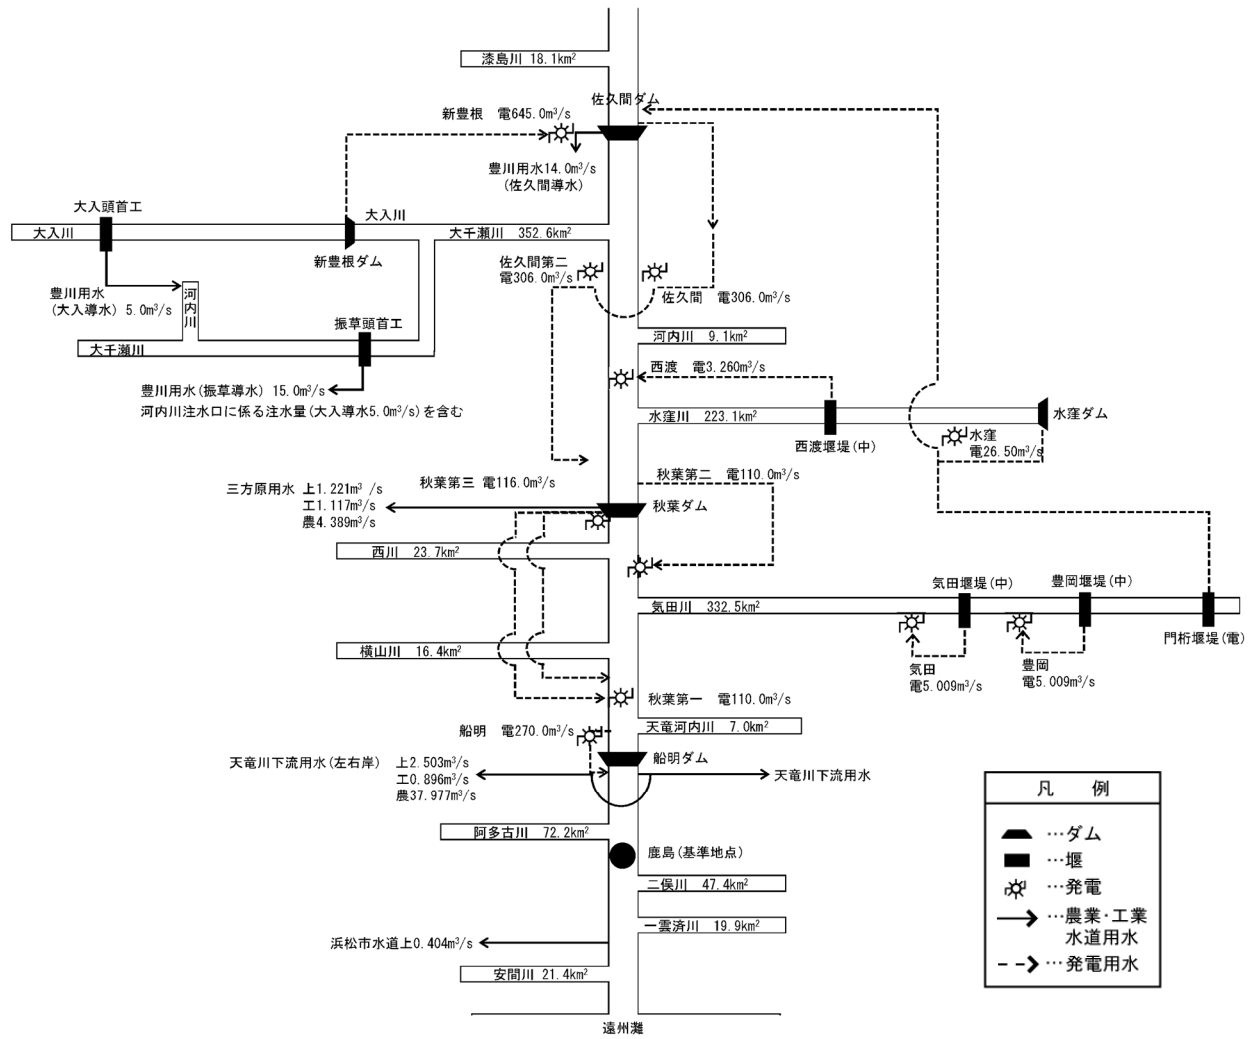 漆島川 18.1km²
佐久間ダム
新豊根 電645.0m³/s
豊川用水14.0m³/s
(佐久間導水)
大入頭首工
大入川
大入川
大千瀬川 352.6km²
新豊根ダム
佐久間第二
電306.0m³/s
豊川用水
(大入導水) 5.0m³/s
河内川
佐久間 電306.0m³/s
振草頭首工
大千瀬川
河内川 9.1km²
西渡 電3.260m³/s
豊川用水(振草導水) 15.0m³/s
河内川注水口に係る注水量(大入導水5.0m³/s)を含む
水窪川 223.1km²
水窪ダム
西渡堰堤(中)
水窪
電26.50m³/s
秋葉第三 電116.0m³/s
秋葉第二 電110.0m³/s
三方原用水 上1.221m³ /s
工1.117m³/s
農4.389m³/s
秋葉ダム
西川 23.7km²
気田堰堤(中)
豊岡堰堤(中)
気田川 332.5km²
門桁堰堤(電)
横山川 16.4km²
気田
電5.009m³/s
豊岡
電5.009m³/s
秋葉第一 電110.0m³/s
船明 電270.0m³/s
天竜河内川 7.0km²
天竜川下流用水(左右岸) 上2.503m³/s
工0.896m³/s
農37.977m³/s
船明ダム
天竜川下流用水
阿多古川 72.2km²
鹿島(基準地点)
二俣川 47.4km²
一雲済川 19.9km²
浜松市水道上0.404m³/s
安間川 21.4km²
遠州灘
凡 例
…ダム
…堰
…発電
…農業・工業
水道用水
…発電用水